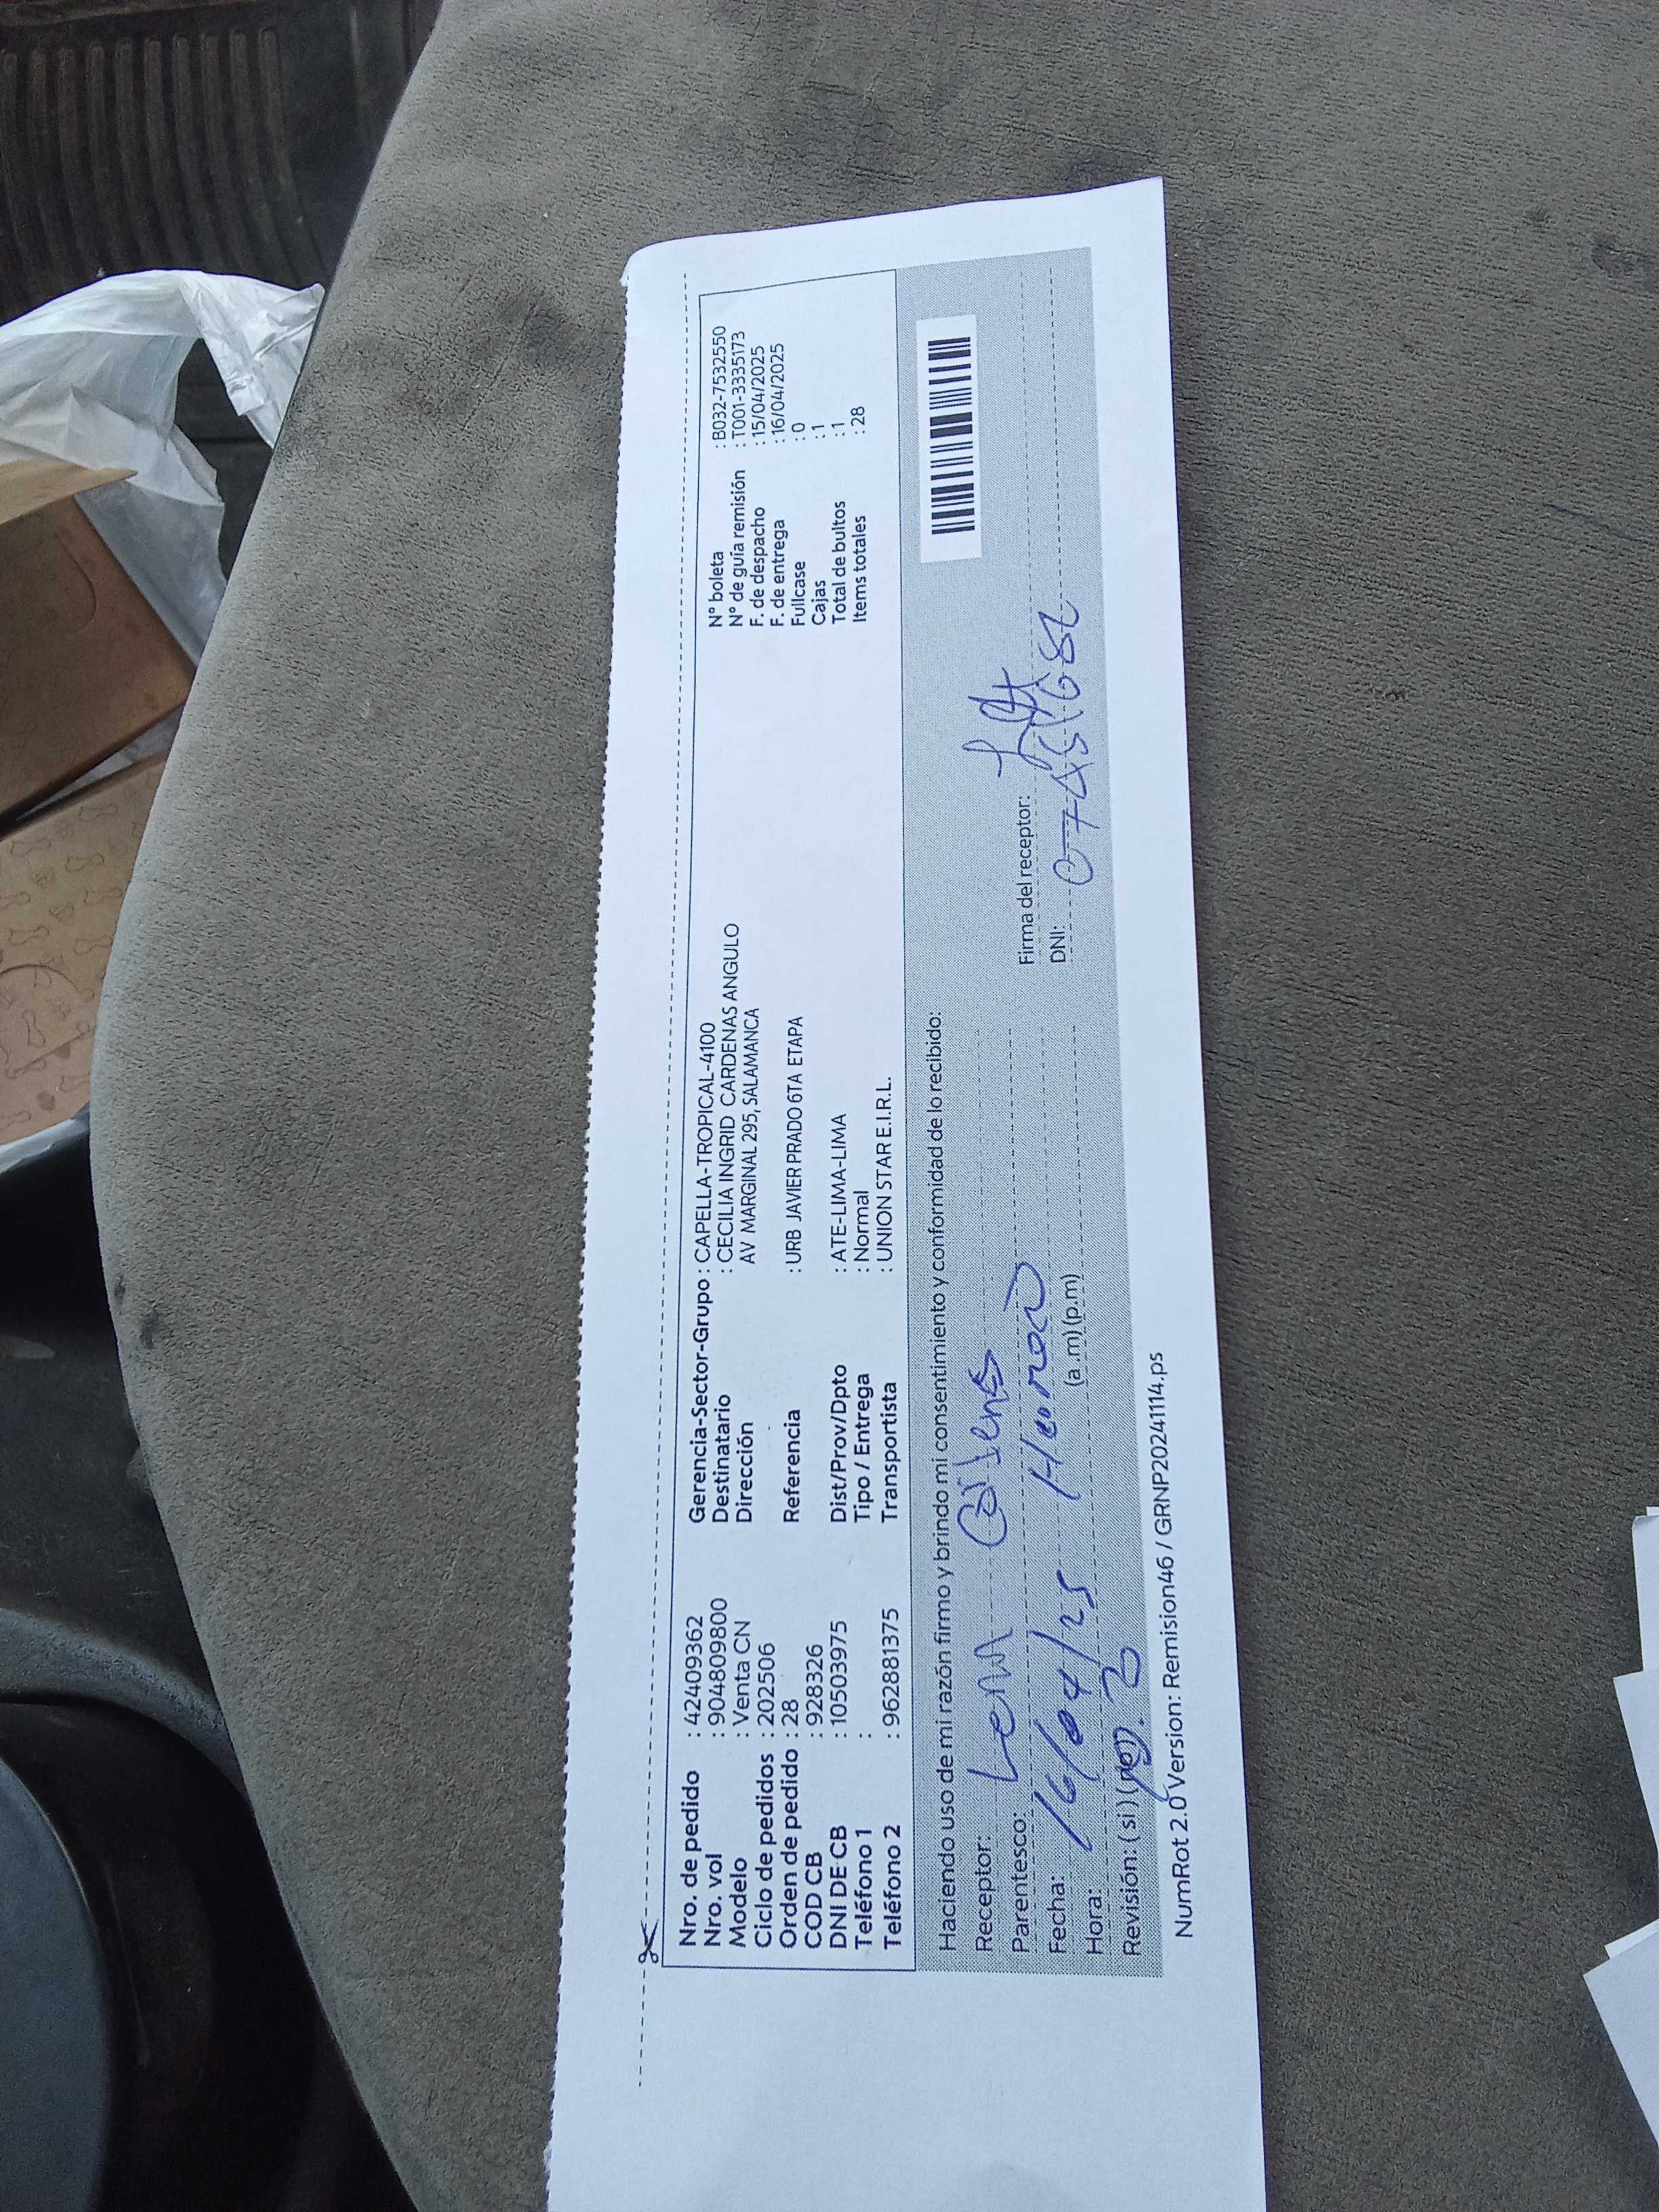 Nro. de pedido : 42409362
Nro. vol : 904809800
Modelo : Venta CN
Ciclo de pedidos : 202506
Orden de pedido : 28
COD CB : 928326
DNI DE CB : 10503975
Teléfono 1 :
Teléfono 2 : 962881375
Gerencia-Sector-Grupo : CAPELLA-TROPICAL-4100
Destinatario : CECILIA INGRID CARDENAS ANGULO
Dirección AV MARGINAL 295, SALAMANCA
Referencia : URB JAVIER PRADO 6TA ETAPA
Dist/Prov/Dpto : ATE-LIMA-LIMA
Tipo / Entrega : Normal
Transportista : UNION STAR E.I.R.L.
N° boleta : B032-7532550
N° de guía remisión : T001-3335173
F. de despacho : 15/04/2025
F. de entrega : 16/04/2025
Fullcase : 0
Cajas : 1
Total de bultos : 1
Items totales : 28
Haciendo uso de mi razón firmo y brindo mi consentimiento y conformidad de lo recibido:
Receptor: Lena
Parentesco:
Fecha: 16/04/25
Hora: (a.m) (p.m)
Revisión: ( si ) (no)
Firma del receptor:
DNI:
NumRot 2.0 Version: Remision46 / GRNP20241114.ps